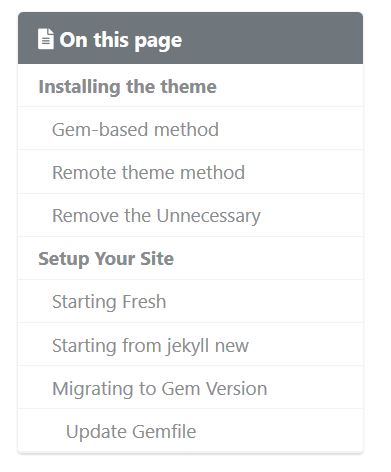 On this page
Installing the theme
Gem-based method
Remote theme method
Remove the Unnecessary
Setup Your Site
Starting Fresh
Starting from jekyll new
Migrating to Gem Version
Update Gemfile